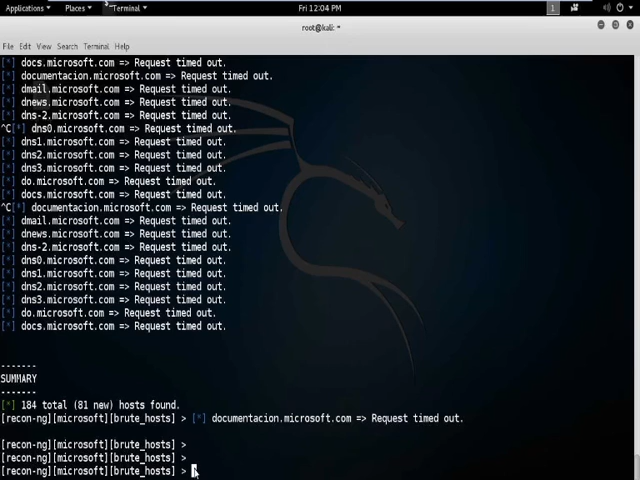 Applications Places Terminal Fri 12:04 PM 1
root@kali: ~
File Edit View Search Terminal Help
[*] docs.microsoft.com => Request timed out.
[*] documentacion.microsoft.com => Request timed out.
[*] dmail.microsoft.com => Request timed out.
[*] dnews.microsoft.com => Request timed out.
[*] dns-2.microsoft.com => Request timed out.
^C[*] dns0.microsoft.com => Request timed out.
[*] dns1.microsoft.com => Request timed out.
[*] dns2.microsoft.com => Request timed out.
[*] dns3.microsoft.com => Request timed out.
[*] do.microsoft.com => Request timed out.
[*] docs.microsoft.com => Request timed out.
^C[*] documentacion.microsoft.com => Request timed out.
[*] dmail.microsoft.com => Request timed out.
[*] dnews.microsoft.com => Request timed out.
[*] dns-2.microsoft.com => Request timed out.
[*] dns0.microsoft.com => Request timed out.
[*] dns1.microsoft.com => Request timed out.
[*] dns2.microsoft.com => Request timed out.
[*] dns3.microsoft.com => Request timed out.
[*] do.microsoft.com => Request timed out.
[*] docs.microsoft.com => Request timed out.
-------
SUMMARY
-------
[*] 184 total (81 new) hosts found.
[recon-ng][microsoft][brute_hosts] > [*] documentacion.microsoft.com => Request timed out.
[recon-ng][microsoft][brute_hosts] >
[recon-ng][microsoft][brute_hosts] >
[recon-ng][microsoft][brute_hosts] >